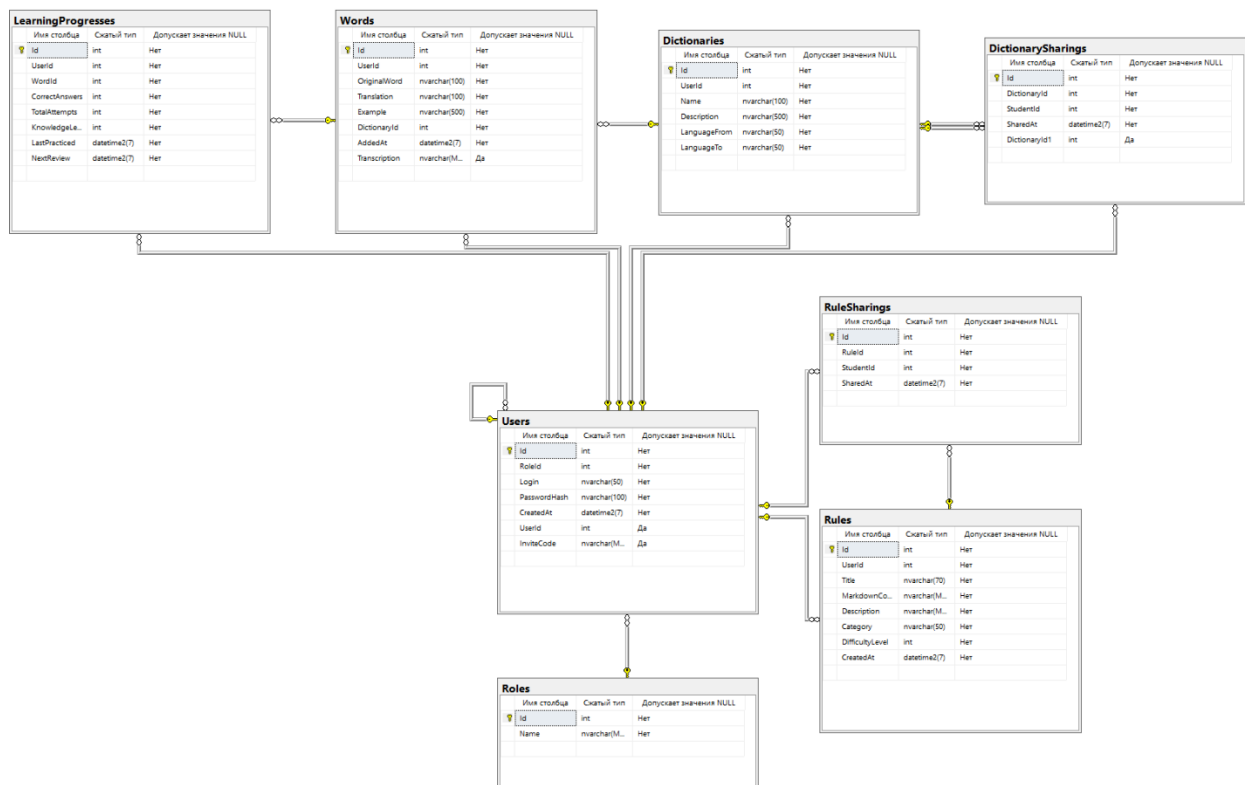 LearningProgresses
Имя столбца Сжатый тип Допускает значения NULL
Id int Нет
UserId int Нет
WordId int Нет
CorrectAnswers int Нет
TotalAttempts int Нет
KnowledgeLe... int Нет
LastPracticed datetime2(7) Нет
NextReview datetime2(7) Нет
Words
Имя столбца Сжатый тип Допускает значения NULL
Id int Нет
UserId int Нет
OriginalWord nvarchar(100) Нет
Translation nvarchar(100) Нет
Example nvarchar(500) Нет
DictionaryId int Нет
AddedAt datetime2(7) Нет
Transcription nvarchar(M... Да
Dictionaries
Имя столбца Сжатый тип Допускает значения NULL
Id int Нет
UserId int Нет
Name nvarchar(100) Нет
Description nvarchar(500) Нет
LanguageFrom nvarchar(50) Нет
LanguageTo nvarchar(50) Нет
DictionarySharings
Имя столбца Сжатый тип Допускает значения NULL
Id int Нет
DictionaryId int Нет
StudentId int Нет
SharedAt datetime2(7) Нет
DictionaryId1 int Да
RuleSharings
Имя столбца Сжатый тип Допускает значения NULL
Id int Нет
RuleId int Нет
StudentId int Нет
SharedAt datetime2(7) Нет
Users
Имя столбца Сжатый тип Допускает значения NULL
Id int Нет
RoleId int Нет
Login nvarchar(50) Нет
PasswordHash nvarchar(100) Нет
CreatedAt datetime2(7) Нет
UserId int Да
InviteCode nvarchar(M... Да
Rules
Имя столбца Сжатый тип Допускает значения NULL
Id int Нет
UserId int Нет
Title nvarchar(70) Нет
MarkdownCo... nvarchar(M... Нет
Description nvarchar(M... Нет
Category nvarchar(50) Нет
DifficultyLevel int Нет
CreatedAt datetime2(7) Нет
Roles
Имя столбца Сжатый тип Допускает значения NULL
Id int Нет
Name nvarchar(M... Нет